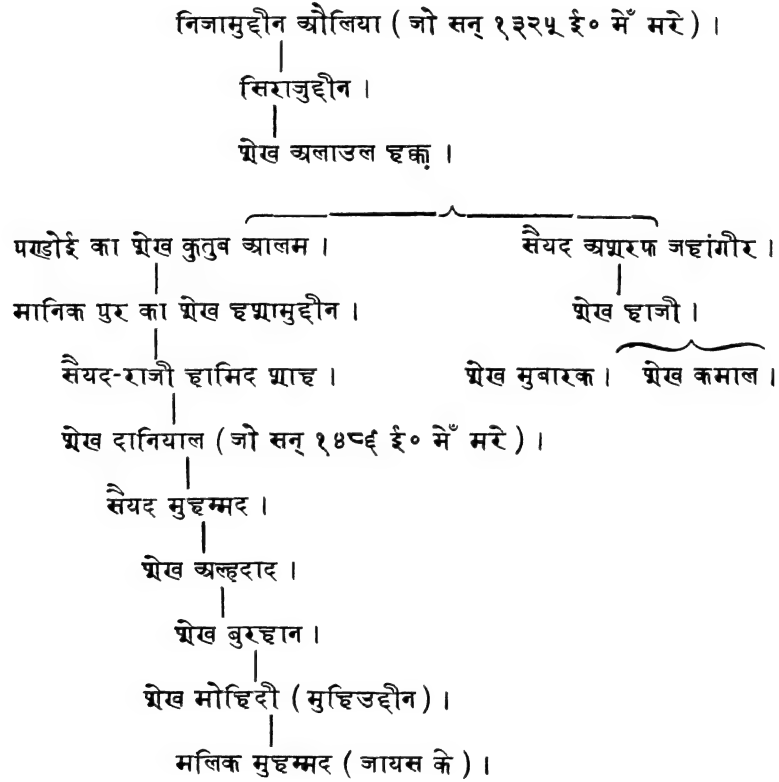 निजामुद्दीन औलिया ( जो सन् १३२५ ई० मेँ मरे ) ।
सिराजुद्दीन ।
शेख अलाउल हक़ ।
पण्डोई का शेख कुतुब आलम । सैयद अशरफ जहांगीर ।
मानिक पुर का शेख हशामुद्दीन । शेख हाजी ।
सैयद-राजी हामिद शाह । शेख मुबारक । शेख कमाल ।
शेख दानियाल ( जो सन् १४८६ ई० मेँ मरे ) ।
सैयद मुहम्मद ।
शेख अल्हदाद ।
शेख बुरहान ।
शेख मोहिदी ( मुहिउद्दीन ) ।
मलिक मुहम्मद ( जायस के ) ।